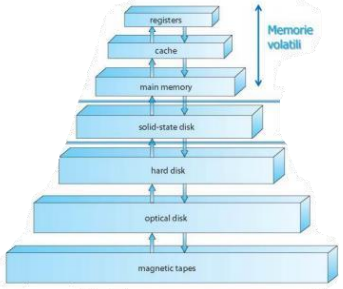 registers
Memorie
volatili
cache
main memory
solid-state disk
hard disk
optical disk
magnetic tapes